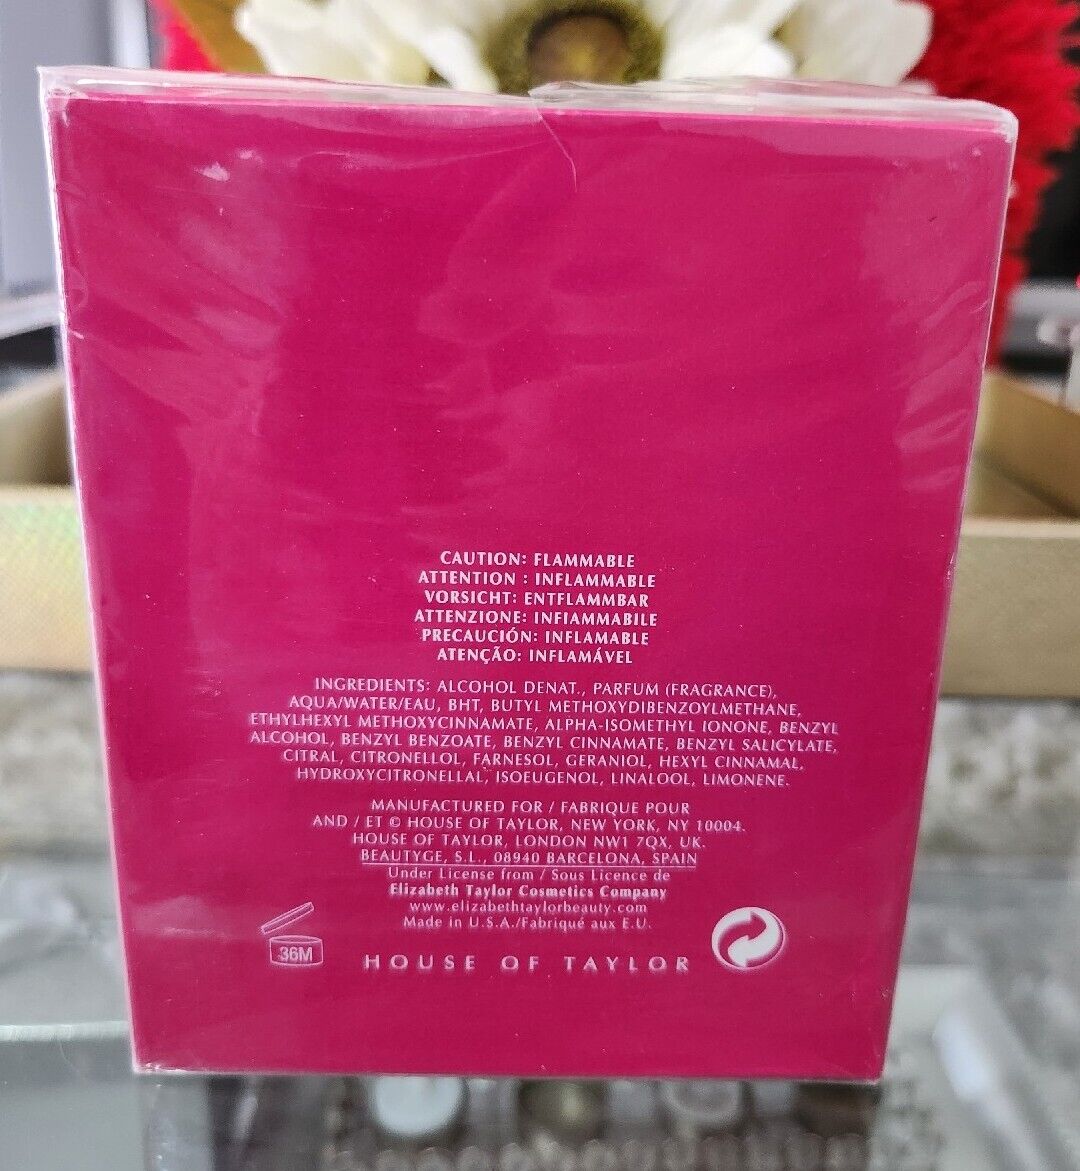 CAUTION: FLAMMABLE
ATTENTION : INFLAMMABLE
VORSICHT: ENTFLAMMBAR
ATTENZIONE: INFIAMMABILE
PRECAUCIÓN: INFLAMABLE
ATENÇÃO: INFLAMÁVEL
INGREDIENTS: ALCOHOL DENAT., PARFUM (FRAGRANCE),
AQUA/WATER/EAU, BHT, BUTYL METHOXYDIBENZOYLMETHANE,
ETHYLHEXYL METHOXYCINNAMATE, ALPHA-ISOMETHYL IONONE, BENZYL
ALCOHOL, BENZYL BENZOATE, BENZYL CINNAMATE, BENZYL SALICYLATE,
CITRAL, CITRONELLOL, FARNESOL, GERANIOL, HEXYL CINNAMAL,
HYDROXYCITRONELLAL, ISOEUGENOL, LINALOOL, LIMONENE.
MANUFACTURED FOR / FABRIQUE POUR
AND / ET © HOUSE OF TAYLOR, NEW YORK, NY 10004.
HOUSE OF TAYLOR, LONDON NW1 7QX, UK.
BEAUTYGE, S.L., 08940 BARCELONA, SPAIN
Under License from / Sous Licence de
Elizabeth Taylor Cosmetics Company
www.elizabethtaylorbeauty.com
Made in U.S.A./Fabriqué aux E.U.
36M
HOUSE OF TAYLOR